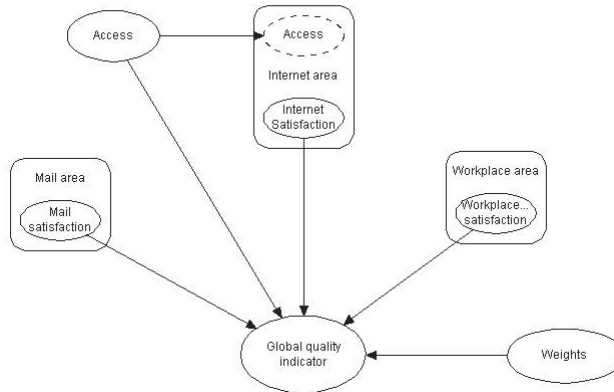 Access
Access
Internet area
Internet
Satisfaction
Mail area
Mail
satisfaction
Workplace area
Workplace...
satisfaction
Global quality
indicator
Weights